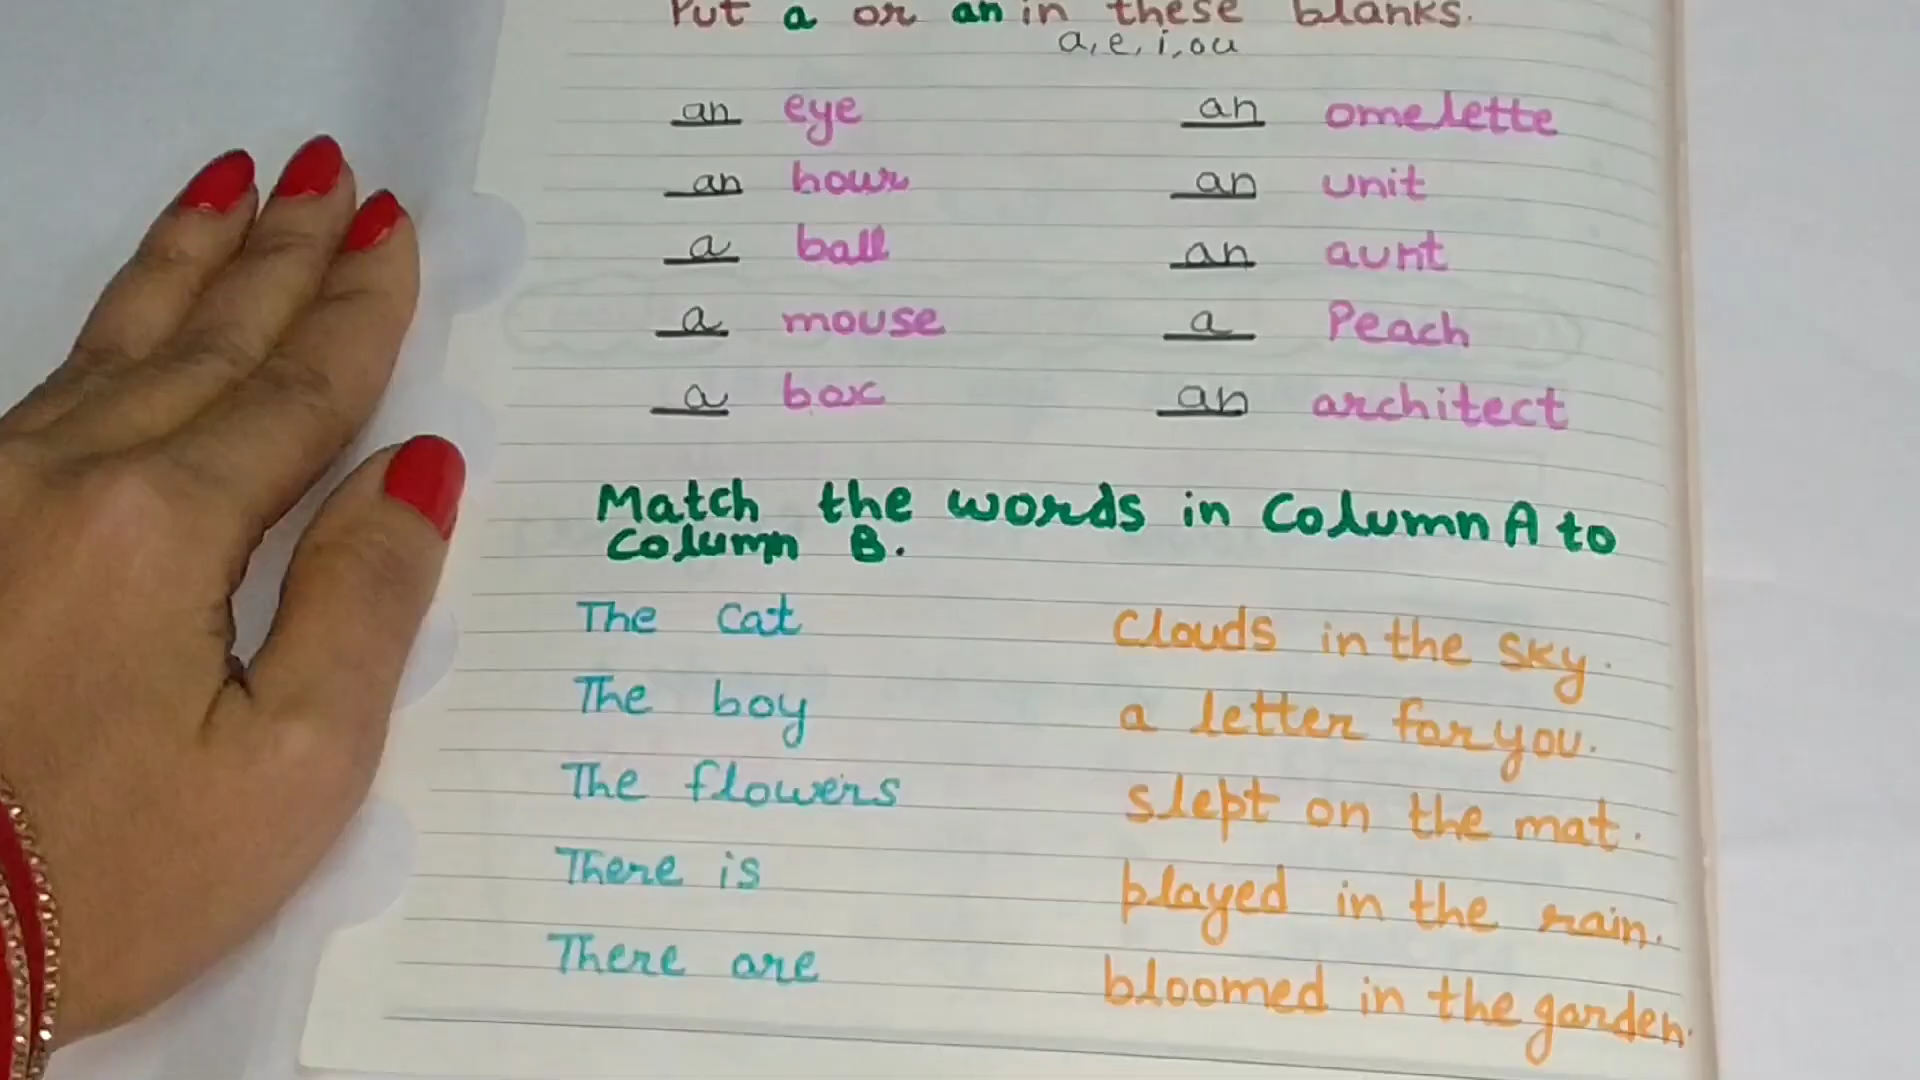 Put a or an in these blanks.
a, e, i, ou
an eye an omelette
an hour an unit
a ball an aunt
a mouse a Peach
a box an architect
Match the words in Column A to
Column B.
The Cat Clouds in the sky.
The boy a letter for you.
The flowers slept on the mat.
There is played in the rain.
There are bloomed in the garden.